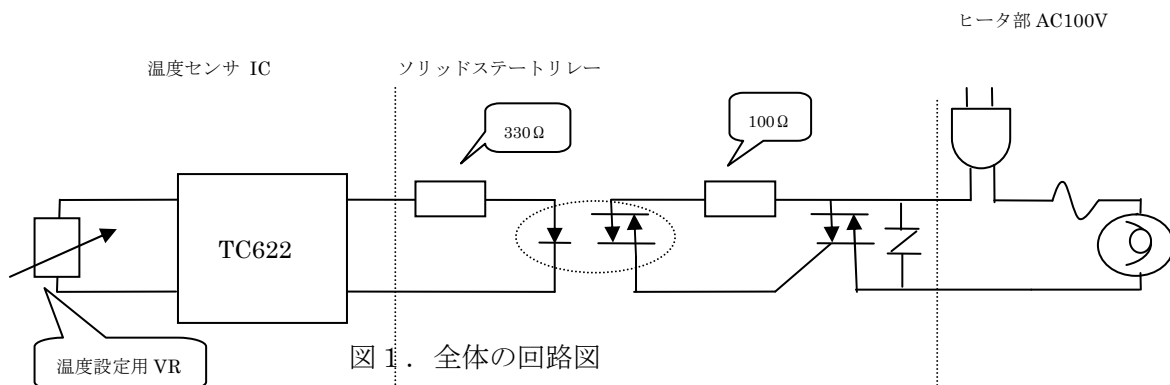 ヒータ部 AC100V
温度センサ IC
ソリッドステートリレー
330Ω
100Ω
TC622
温度設定用 VR
図１．全体の回路図